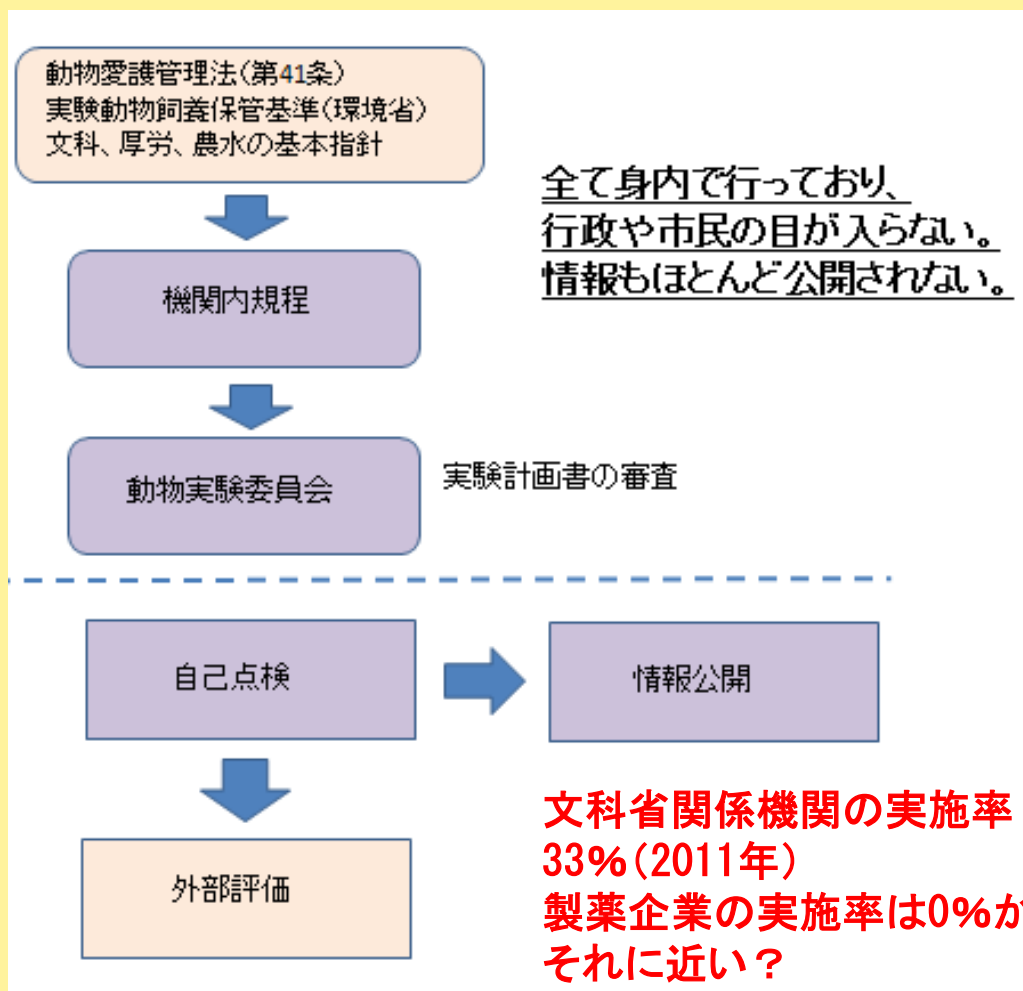 動物愛護管理法(第41条)
実験動物飼養保管基準(環境省)
文科、厚労、農水の基本指針
全て身内で行っており、
行政や市民の目が入らない。
情報もほとんど公開されない。
機関内規程
動物実験委員会
実験計画書の審査
自己点検
情報公開
外部評価
文科省関係機関の実施率
33%(2011年)
製薬企業の実施率は0%か
それに近い？